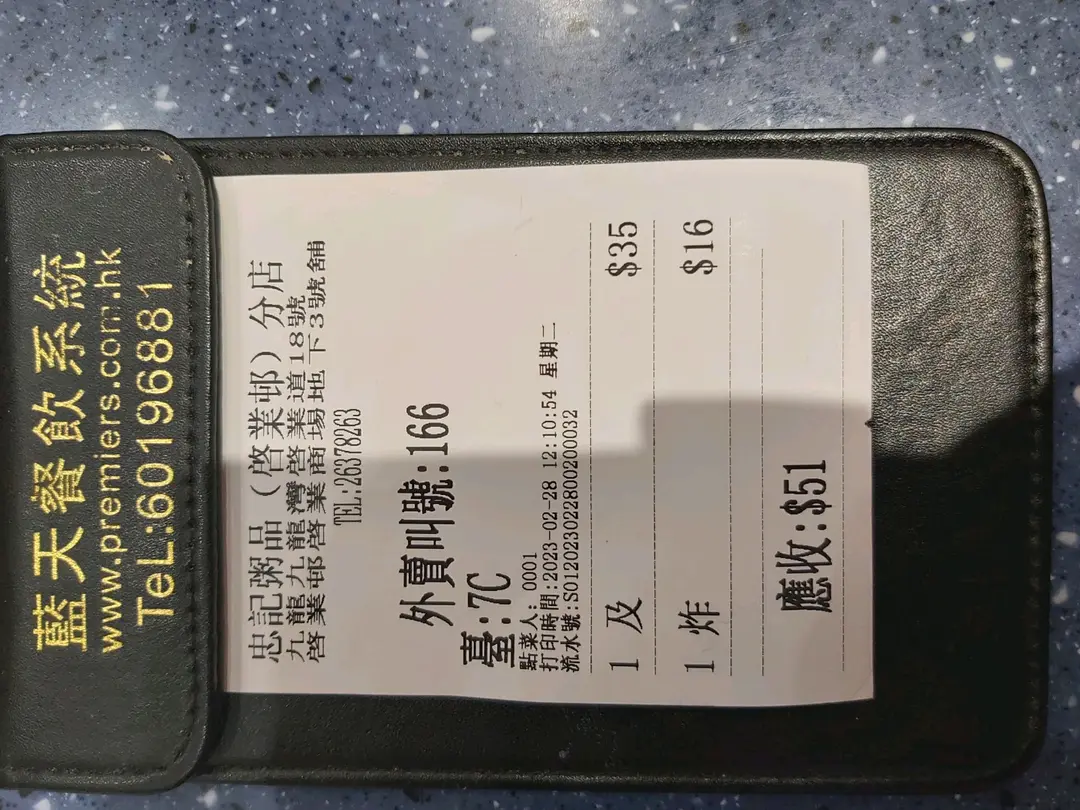 藍天餐飲系統
www.premiers.com.hk
TeL:60196881
忠記粥品（啓業邨）分店
九龍九龍灣啓業道18號
啓業邨啓業商場地下3號舖
TEL:26378263
外賣叫號:166
臺:7C
點菜人: 0001
打印時間:2023-02-28 12:10:54 星期二
流水號:S012023022800200032
1 及 $35
1 炸 $16
應收:$51